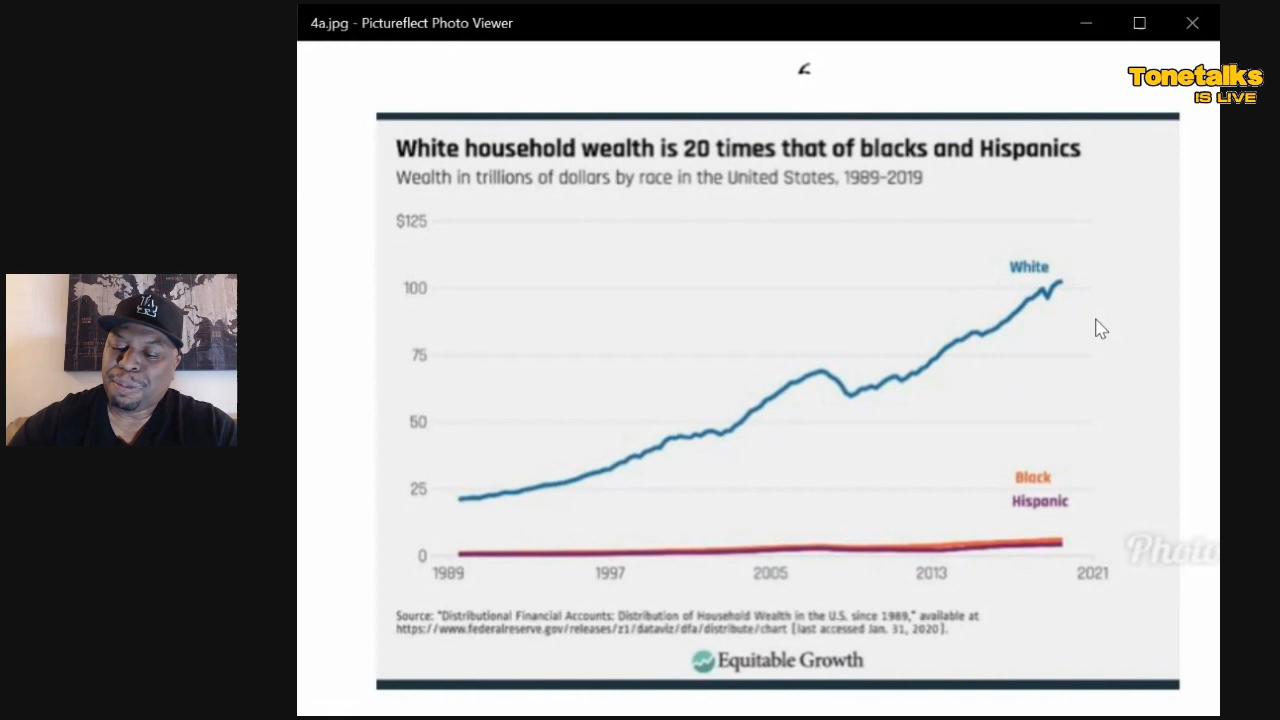 4a.jpg - Pictureflect Photo Viewer
Tonetalks
IS LIVE
White household wealth is 20 times that of blacks and Hispanics
Wealth in trillions of dollars by race in the United States, 1989-2019
$125
White
100
75
50
Black
25
Hispanic
0
1989 1997 2005 2013 2021
Photo
Source: "Distributional Financial Accounts: Distribution of Household Wealth in the U.S. since 1989," available at
https://www.federalreserve.gov/releases/z1/dataviz/dfa/distribute/chart [last accessed Jan. 31, 2020].
Equitable Growth